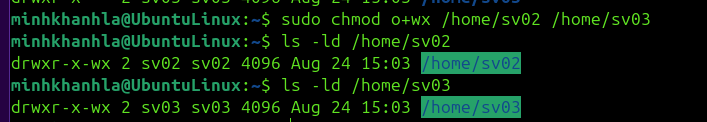 minhkhanhla@UbuntuLinux:~$ sudo chmod o+wx /home/sv02 /home/sv03
minhkhanhla@UbuntuLinux:~$ ls -ld /home/sv02
drwxr-x-wx 2 sv02 sv02 4096 Aug 24 15:03 /home/sv02
minhkhanhla@UbuntuLinux:~$ ls -ld /home/sv03
drwxr-x-wx 2 sv03 sv03 4096 Aug 24 15:03 /home/sv03